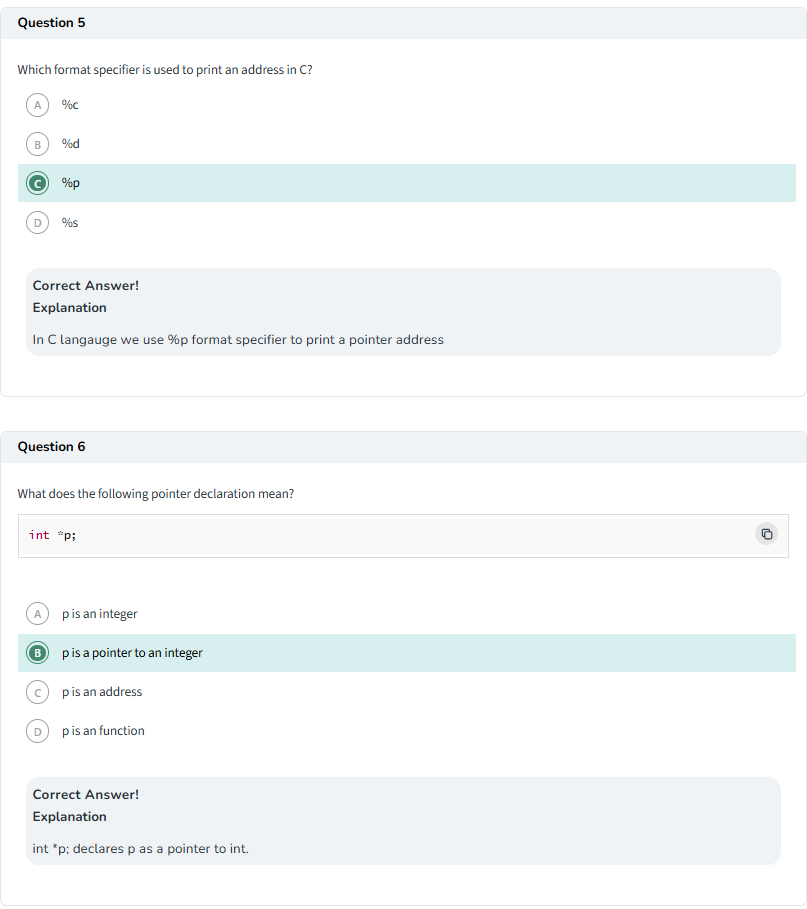 Question 5
Which format specifier is used to print an address in C?
A %c
B %d
C %p
D %s
Correct Answer!
Explanation
In C langauge we use %p format specifier to print a pointer address
Question 6
What does the following pointer declaration mean?
int *p;
A p is an integer
B p is a pointer to an integer
C p is an address
D p is an function
Correct Answer!
Explanation
int *p; declares p as a pointer to int.